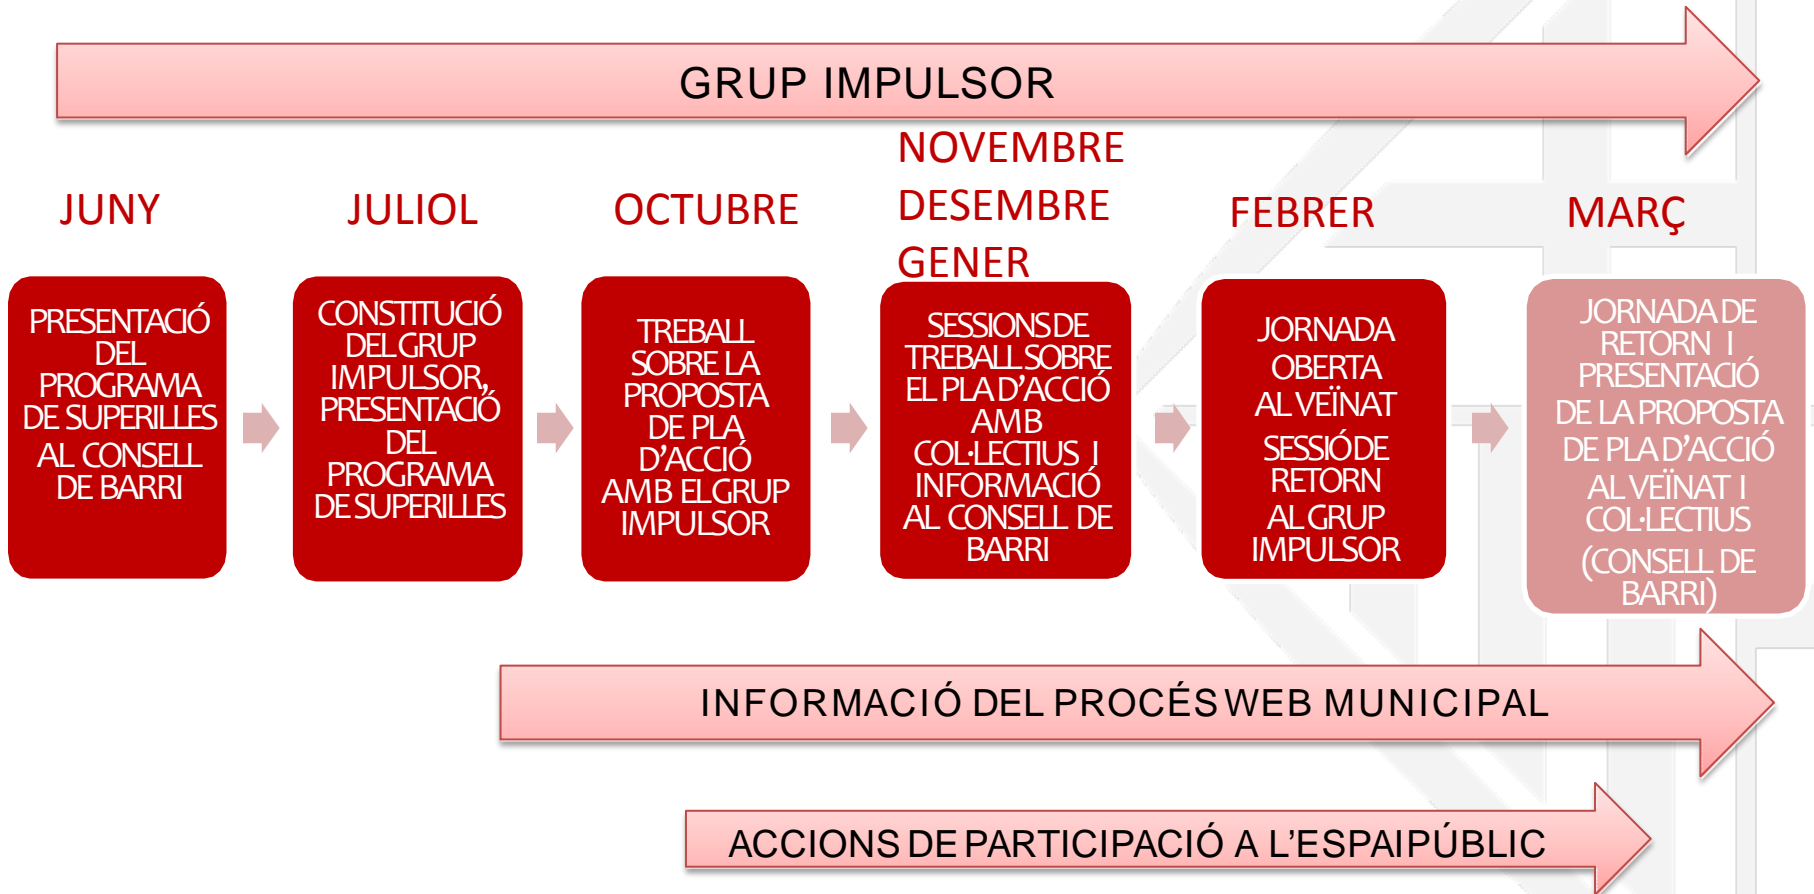 GRUP IMPULSOR
JUNY
PRESENTACIÓ
DEL
PROGRAMA
DE SUPERILLES
AL CONSELL
DE BARRI
JULIOL
CONSTITUCIÓ
DEL GRUP
IMPULSOR,
PRESENTACIÓ
DEL
PROGRAMA
DE SUPERILLES
OCTUBRE
TREBALL
SOBRE LA
PROPOSTA
DE PLA
D’ACCIÓ
AMB EL GRUP
IMPULSOR
NOVEMBRE
DESEMBRE
GENER
SESSIONS DE
TREBALL SOBRE
EL PLA D’ACCIÓ
AMB
COL·LECTIUS I
INFORMACIÓ
AL CONSELL DE
BARRI
FEBRER
JORNADA
OBERTA
AL VEÏNAT
SESSIÓ DE
RETORN
AL GRUP
IMPULSOR
MARÇ
JORNADA DE
RETORN I
PRESENTACIÓ
DE LA PROPOSTA
DE PLA D’ACCIÓ
AL VEÏNAT I
COL·LECTIUS
(CONSELL DE
BARRI)
INFORMACIÓ DEL PROCÉS WEB MUNICIPAL
ACCIONS DE PARTICIPACIÓ A L’ESPAI PÚBLIC